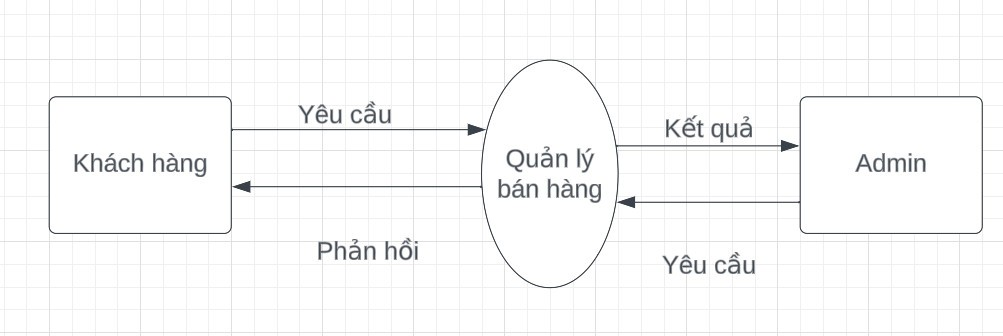 Yêu cầu
Kết quả
Khách hàng
Quản lý
bán hàng
Admin
Phản hồi
Yêu cầu